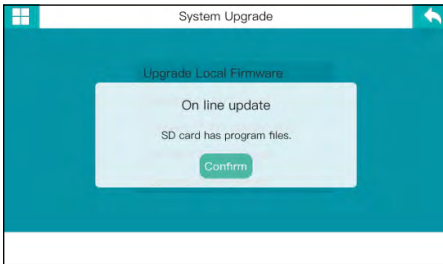 System Upgrade
Upgrade Local Firmware
On line update
SD card has program files.
Confirm